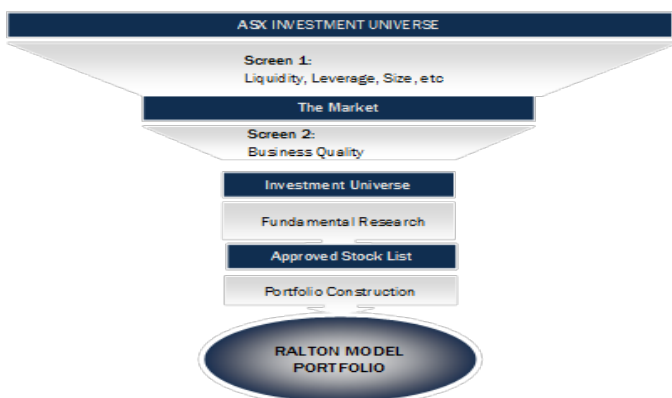 ASX INVESTMENT UNIVERSE
Screen 1:
Liquidity, Leverage, Size, etc
The Market
Screen 2:
Business Quality
Investment Universe
Fundamental Research
Approved Stock List
Portfolio Construction
RALTON MODEL
PORTFOLIO